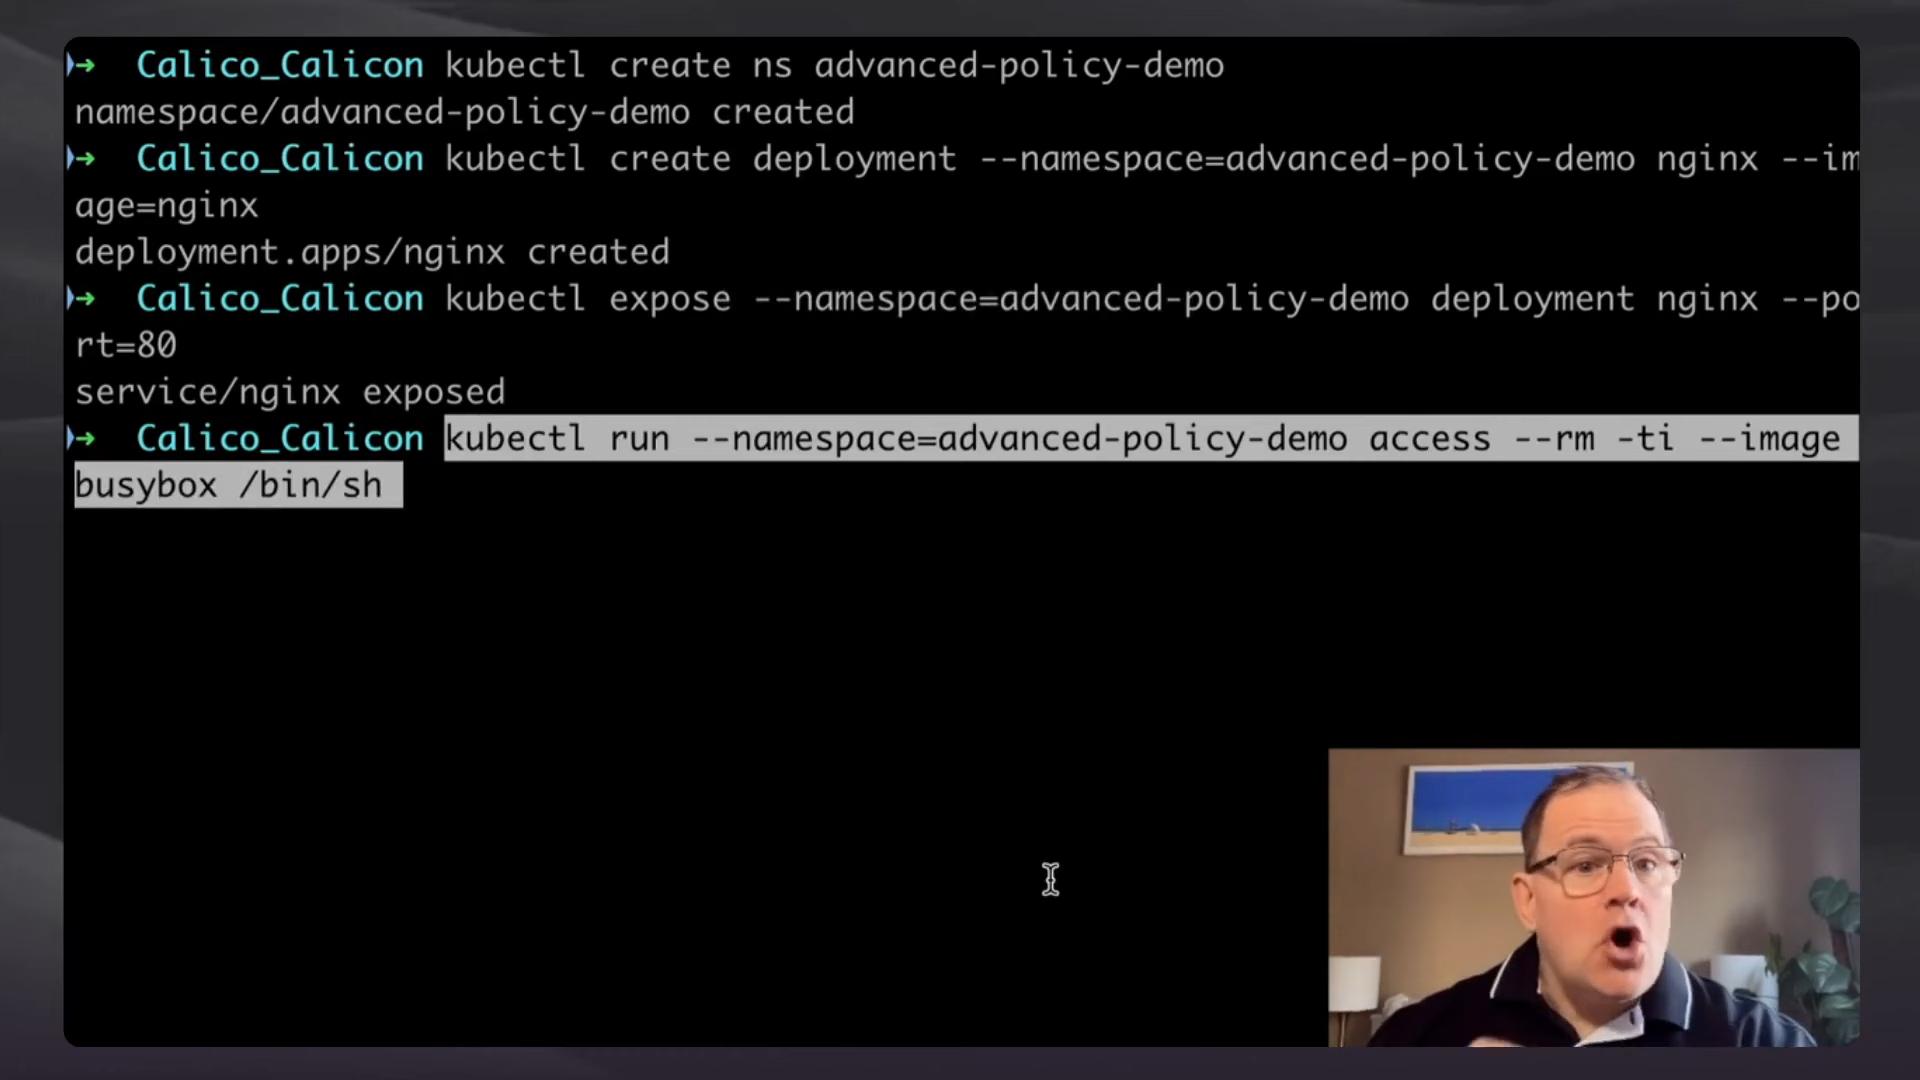 → Calico_Calicon kubectl create ns advanced-policy-demo
namespace/advanced-policy-demo created
→ Calico_Calicon kubectl create deployment --namespace=advanced-policy-demo nginx --im
age=nginx
deployment.apps/nginx created
→ Calico_Calicon kubectl expose --namespace=advanced-policy-demo deployment nginx --po
rt=80
service/nginx exposed
→ Calico_Calicon kubectl run --namespace=advanced-policy-demo access --rm -ti --image
busybox /bin/sh